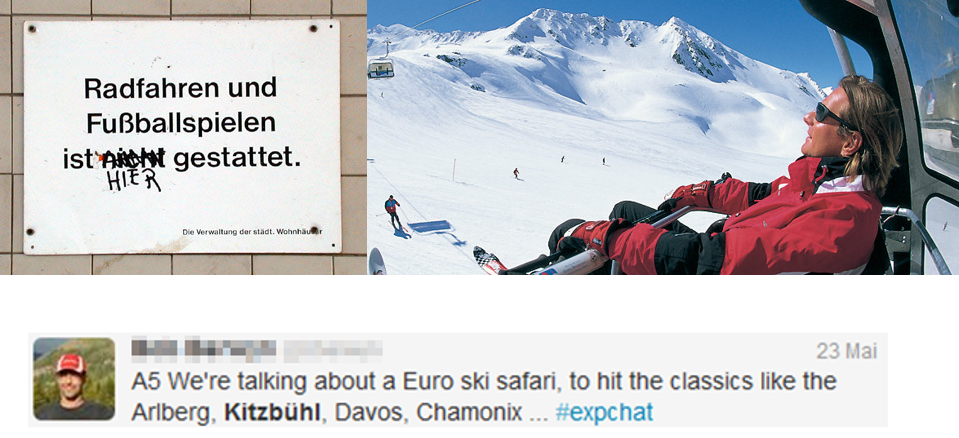 Radfahren und
Fußballspielen
ist nicht gestattet.
HIER
Die Verwaltung der städt. Wohnhäuser
23 Mai
A5 We're talking about a Euro ski safari, to hit the classics like the
Arlberg, Kitzbühl, Davos, Chamonix ... #expchat